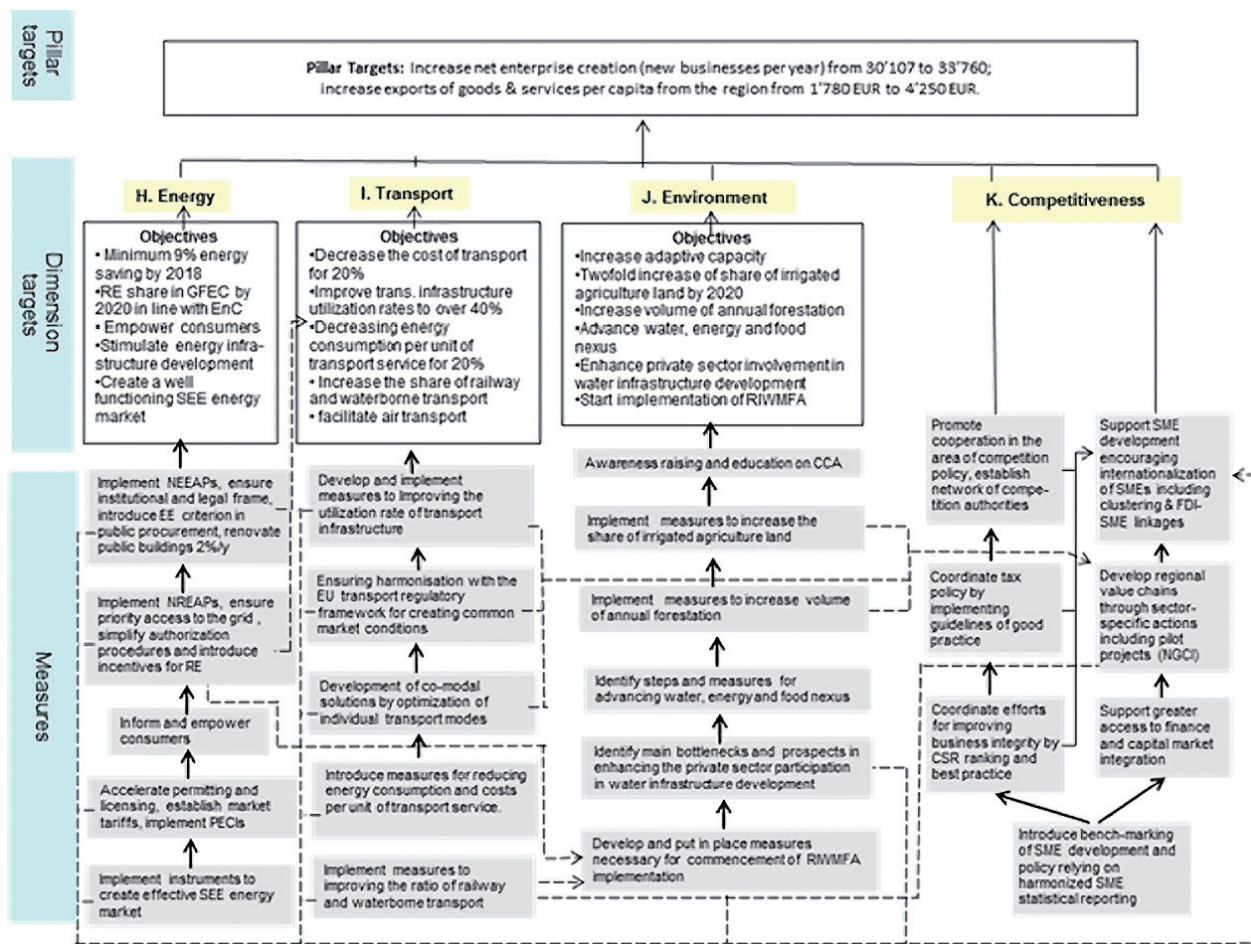 Pillar
targets
Pillar Targets: Increase net enterprise creation (new businesses per year) from 30'107 to 33'760;
increase exports of goods & services per capita from the region from 1'780 EUR to 4'250 EUR.
Dimension
targets
H. Energy
Objectives
• Minimum 9% energy
saving by 2018
•RE share in GFEC by
2020 in line with EnC
• Empower consumers
•Stimulate energy infra-
structure development
•Create a well
functioning SEE energy
market
I. Transport
Objectives
•Decrease the cost of transport
for 20%
•Improve trans. infrastructure
utilization rates to over 40%
•Decreasing energy
consumption per unit of
transport service for 20%
• Increase the share of railway
and waterborne transport
• facilitate air transport
J. Environment
Objectives
•Increase adaptive capacity
•Twofold increase of share of irrigated
agriculture land by 2020
•Increase volume of annual forestation
•Advance water, energy and food
nexus
•Enhance private sector involvement in
water infrastructure development
•Start implementation of RIWMFA
K. Competitiveness
Measures
Implement NEEAPs, ensure
institutional and legal frame,
introduce EE criterion in
public procurement, renovate
public buildings 2%/y
Implement NREAPs, ensure
priority access to the grid ,
simplify authorization
procedures and introduce
incentives for RE
Inform and empower
consumers
Accelerate permitting and
licensing, establish market
tariffs, implement PECIs
Implement instruments to
create effective SEE energy
market
Develop and implement
measures to Improving the
utilization rate of transport
infrastructure
Ensuring harmonisation with the
EU transport regulatory
framework for creating common
market conditions
Development of co-modal
solutions by optimization of
individual transport modes
Introduce measures for reducing
energy consumption and costs
per unit of transport service.
Implement measures to
improving the ratio of railway
and waterborne transport
Awareness raising and education on CCA
Implement measures to increase the
share of irrigated agriculture land
Implement measures to increase volume
of annual forestation
Identify steps and measures for
advancing water, energy and food nexus
Identify main bottlenecks and prospects in
enhancing the private sector participation
in water infrastructure development
Develop and put in place measures
necessary for commencement of RIWMFA
implementation
Promote
cooperation in the
area of competition
policy, establish
network of compe-
tition authorities
Coordinate tax
policy by
implementing
guidelines of good
practice
Coordinate efforts
for improving
business integrity by
CSR ranking and
best practice
Support SME
development
encouraging
internationalization
of SMEs including
clustering & FDI-
SME linkages
Develop regional
value chains
through sector-
specific actions
including pilot
projects (NGCI)
Support greater
access to finance
and capital market
integration
Introduce bench-marking
of SME development and
policy relying on
harmonized SME
statistical reporting